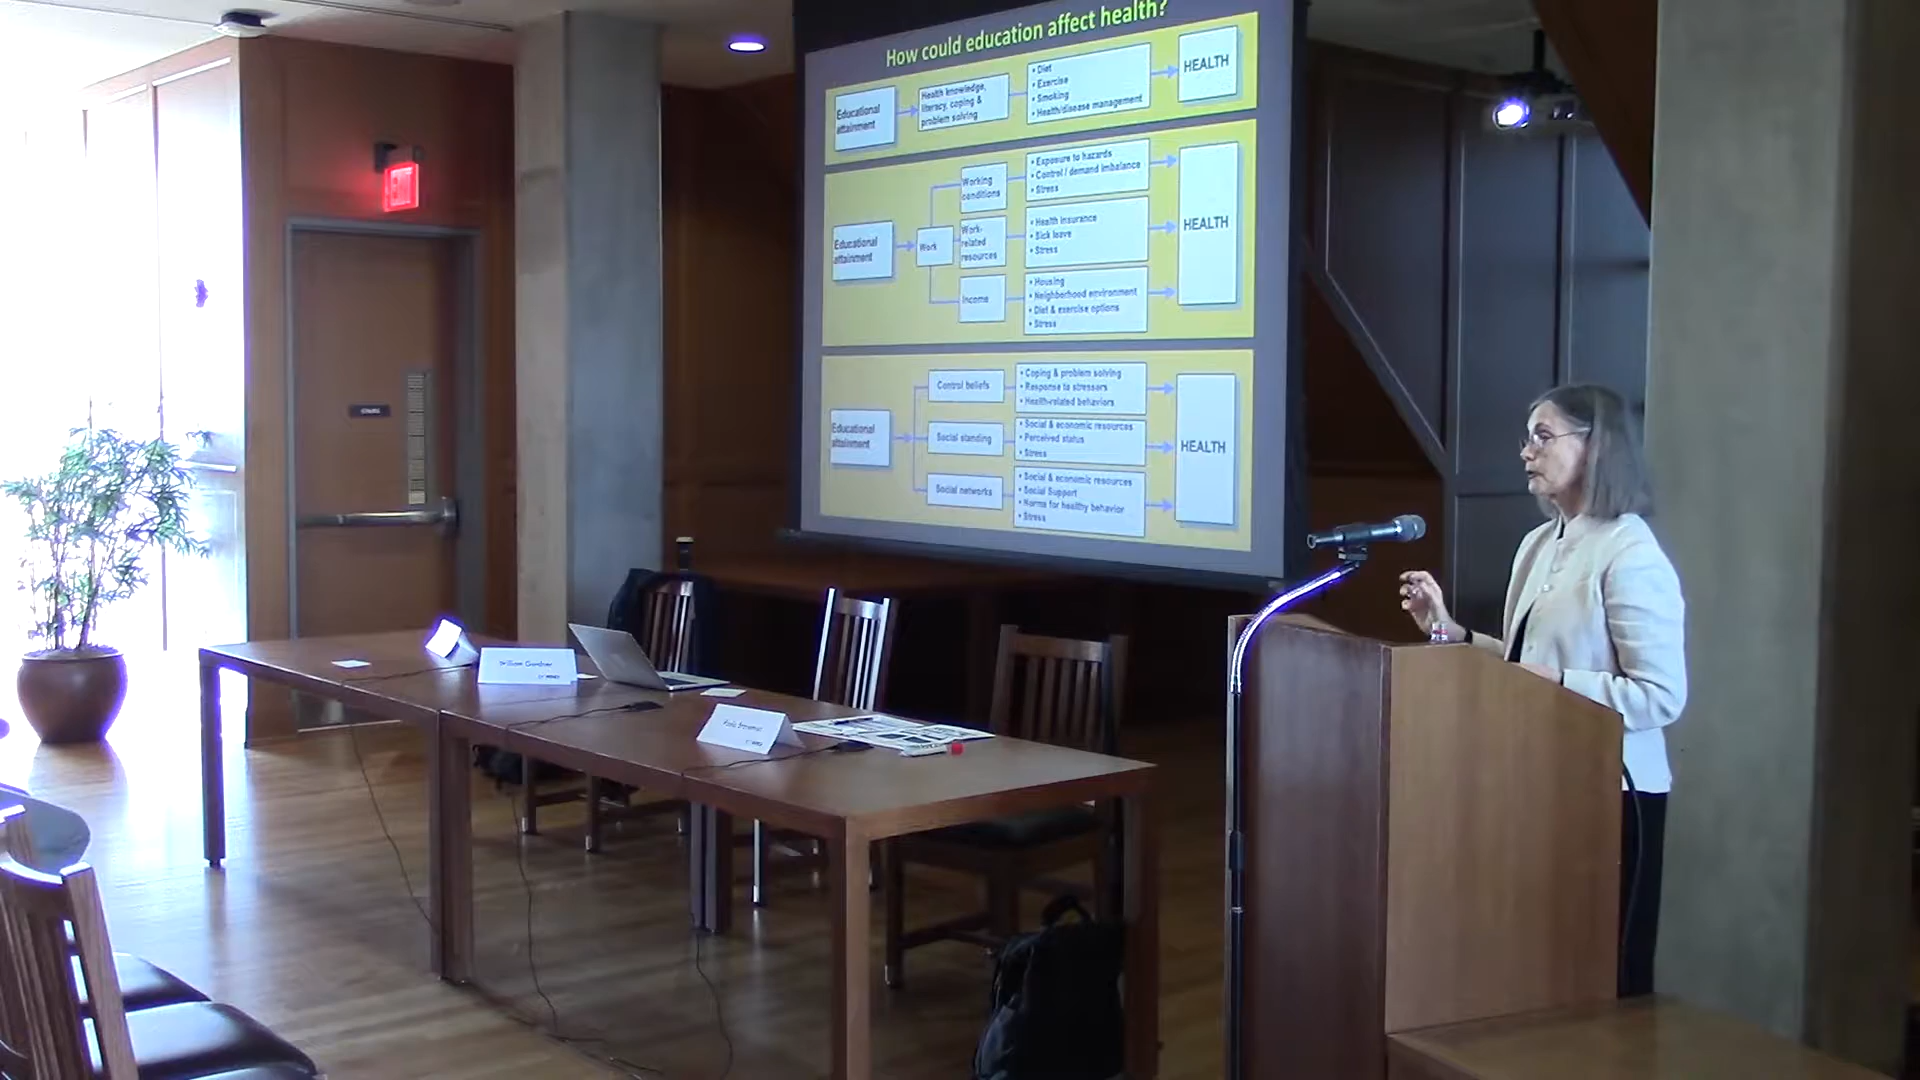 How could education affect health?
Educational
attainment
Health knowledge,
literacy, coping &
problem solving
• Diet
• Exercise
• Smoking
• Health/disease management
HEALTH
Educational
attainment
Work
Working
conditions
• Exposure to hazards
• Control / demand imbalance
• Stress
Work-
related
resources
• Health insurance
• Sick leave
• Stress
Income
• Housing
• Neighborhood environment
• Diet & exercise options
• Stress
HEALTH
Educational
attainment
Control beliefs
• Coping & problem solving
• Response to stressors
• Health-related behaviors
Social standing
• Social & economic resources
• Perceived status
• Stress
Social networks
• Social & economic resources
• Social Support
• Norms for healthy behavior
• Stress
HEALTH
EXIT